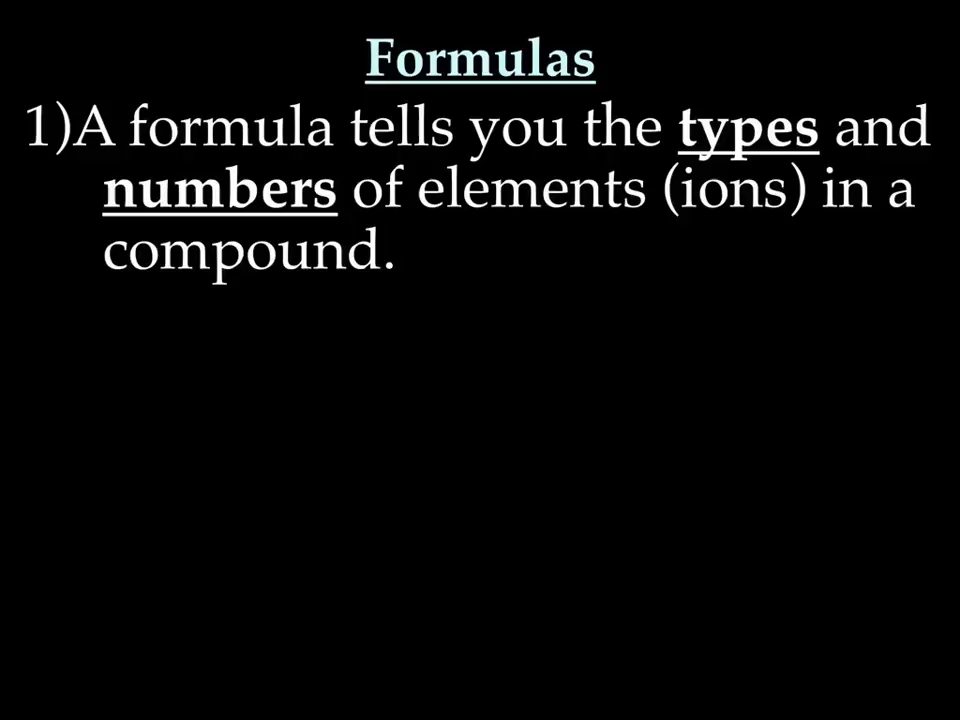 Formulas
1)A formula tells you the types and
numbers of elements (ions) in a
compound.